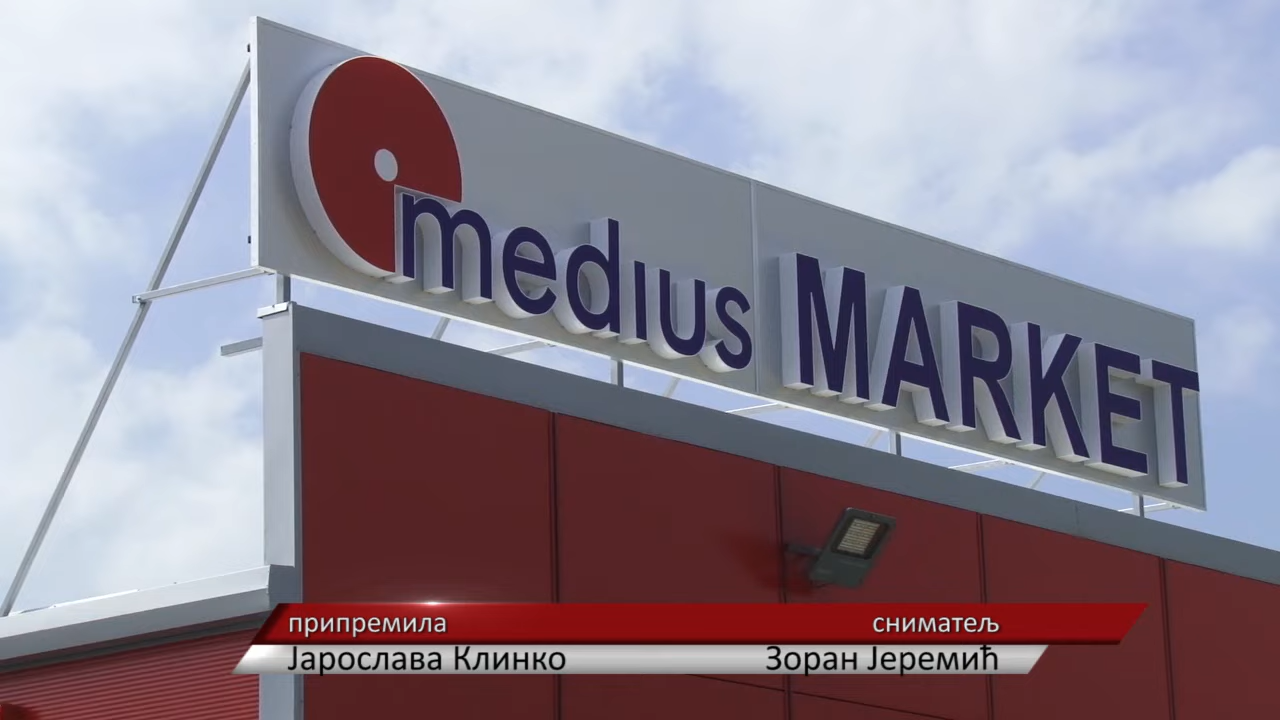 medius MARKET
припремила
сниматељ
Јарослава Клинко
Зоран Јеремић